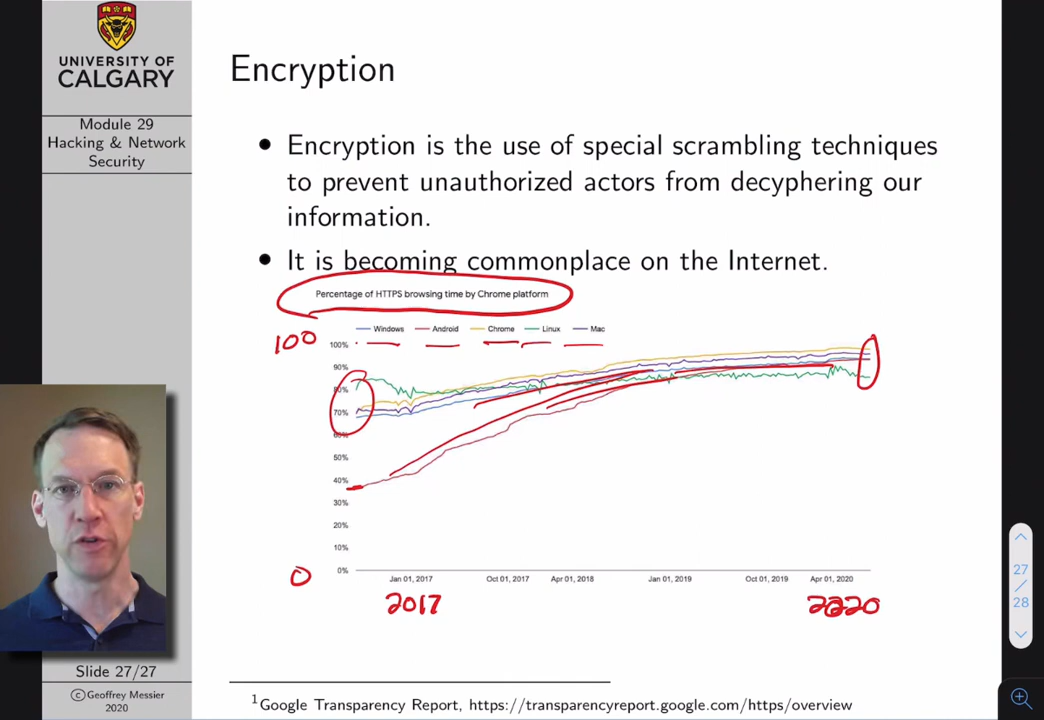 UNIVERSITY OF
CALGARY
Module 29
Hacking & Network
Security
Encryption
• Encryption is the use of special scrambling techniques
to prevent unauthorized actors from decyphering our
information.
• It is becoming commonplace on the Internet.
Percentage of HTTPS browsing time by Chrome platform
Windows Android Chrome Linux Mac
100
100%
90%
80%
70%
60%
50%
40%
30%
20%
10%
0%
0
Jan 01, 2017 Oct 01, 2017 Apr 01, 2018 Jan 01, 2019 Oct 01, 2019 Apr 01, 2020
2017
27
/
28
Slide 27/27
©Geoffrey Messier
2020
1Google Transparency Report, https://transparencyreport.google.com/https/overview